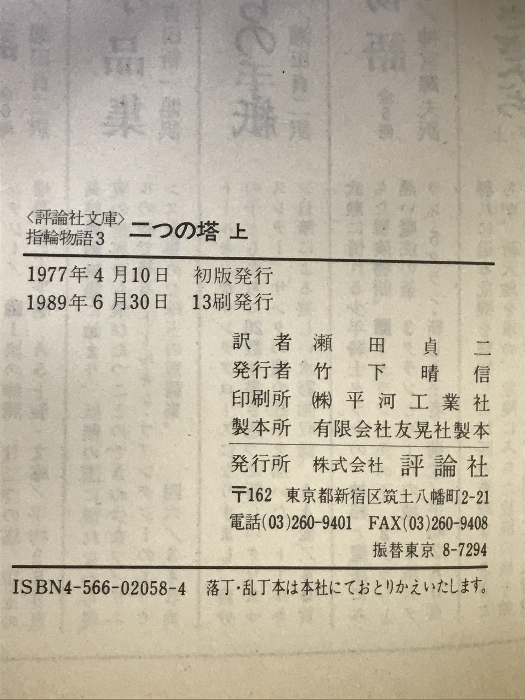 〈評論社文庫〉
指輪物語3 二つの塔 上
1977年4月10日 初版発行
1989年6月30日 13刷発行
訳者 瀬田貞二
発行者 竹下晴信
印刷所 ㈱平河工業社
製本所 有限会社友晃社製本
発行所 株式会社 評論社
〒162 東京都新宿区筑土八幡町2-21
電話(03)260-9401 FAX(03)260-9408
振替東京 8-7294
ISBN4-566-02058-4 落丁・乱丁本は本社にておとりかえいたします。